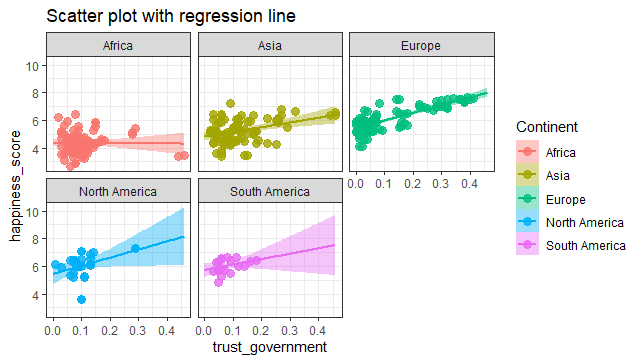 Scatter plot with regression line
Africa
Asia
Europe
10
8
6
4
0.0 0.1 0.2 0.3 0.4
North America
South America
10
8
6
4
0.0 0.1 0.2 0.3 0.4
0.0 0.1 0.2 0.3 0.4
happiness_score
trust_government
Continent
Africa
Asia
Europe
North America
South America